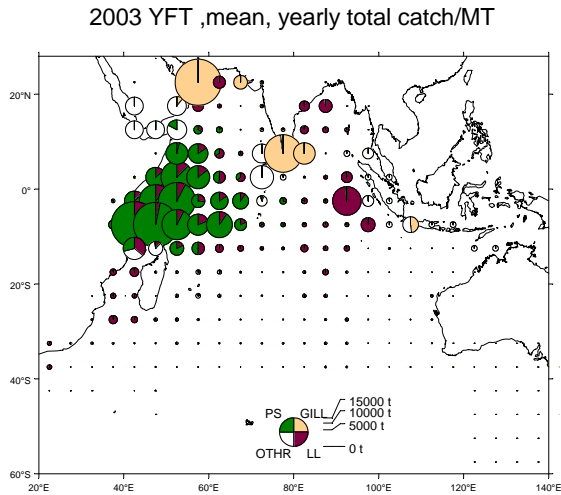 2003 YFT ,mean, yearly total catch/MT
20°N
0°
20°S
40°S
60°S
PS GILL
OTHR LL
15000 t
10000 t
5000 t
0 t
20°E 40°E 60°E 80°E 100°E 120°E 140°E